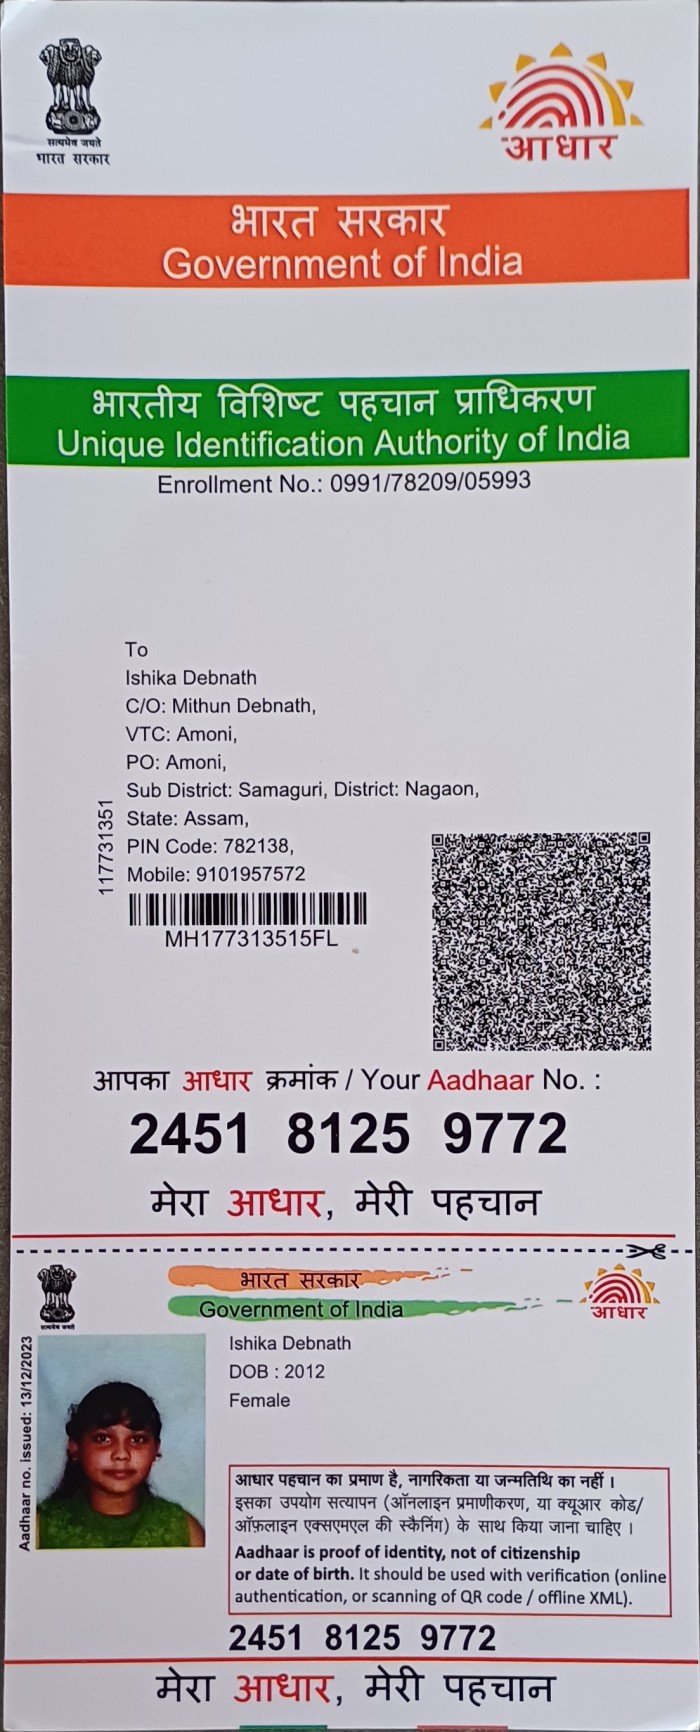 सत्यमेव जयते
भारत सरकार
आधार
भारत सरकार
Government of India
भारतीय विशिष्ट पहचान प्राधिकरण
Unique Identification Authority of India
Enrollment No.: 0991/78209/05993
To
Ishika Debnath
C/O: Mithun Debnath,
VTC: Amoni,
PO: Amoni,
Sub District: Samaguri, District: Nagaon,
State: Assam,
PIN Code: 782138,
Mobile: 9101957572
117731351
MH177313515FL
आपका आधार क्रमांक / Your Aadhaar No. :
2451 8125 9772
मेरा आधार, मेरी पहचान
सत्यमेव जयते
भारत सरकार
Government of India
आधार
Aadhaar no. issued: 13/12/2023
Ishika Debnath
DOB : 2012
Female
आधार पहचान का प्रमाण है, नागरिकता या जन्मतिथि का नहीं ।
इसका उपयोग सत्यापन (ऑनलाइन प्रमाणीकरण, या क्यूआर कोड/
ऑफ़लाइन एक्सएमएल की स्कैनिंग) के साथ किया जाना चाहिए ।
Aadhaar is proof of identity, not of citizenship
or date of birth. It should be used with verification (online
authentication, or scanning of QR code / offline XML).
2451 8125 9772
मेरा आधार, मेरी पहचान